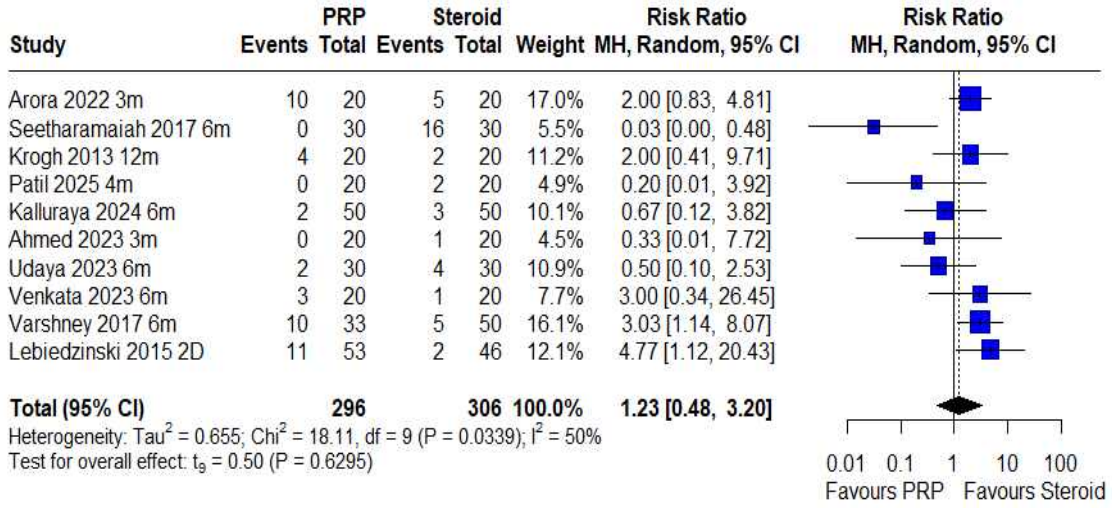 PRP Steroid Risk Ratio Risk Ratio
Study Events Total Events Total Weight MH, Random, 95% CI MH, Random, 95% CI
Arora 2022 3m 10 20 5 20 17.0% 2.00 [0.83, 4.81]
Seetharamaiah 2017 6m 0 30 16 30 5.5% 0.03 [0.00, 0.48]
Krogh 2013 12m 4 20 2 20 11.2% 2.00 [0.41, 9.71]
Patil 2025 4m 0 20 2 20 4.9% 0.20 [0.01, 3.92]
Kalluraya 2024 6m 2 50 3 50 10.1% 0.67 [0.12, 3.82]
Ahmed 2023 3m 0 20 1 20 4.5% 0.33 [0.01, 7.72]
Udaya 2023 6m 2 30 4 30 10.9% 0.50 [0.10, 2.53]
Venkata 2023 6m 3 20 1 20 7.7% 3.00 [0.34, 26.45]
Varshney 2017 6m 10 33 5 50 16.1% 3.03 [1.14, 8.07]
Lebiedzinski 2015 2D 11 53 2 46 12.1% 4.77 [1.12, 20.43]
Total (95% CI) 296 306 100.0% 1.23 [0.48, 3.20]
Heterogeneity: Tau² = 0.655; Chi² = 18.11, df = 9 (P = 0.0339); I² = 50%
Test for overall effect: t₉ = 0.50 (P = 0.6295)
0.01 0.1 1 10 100
Favours PRP Favours Steroid